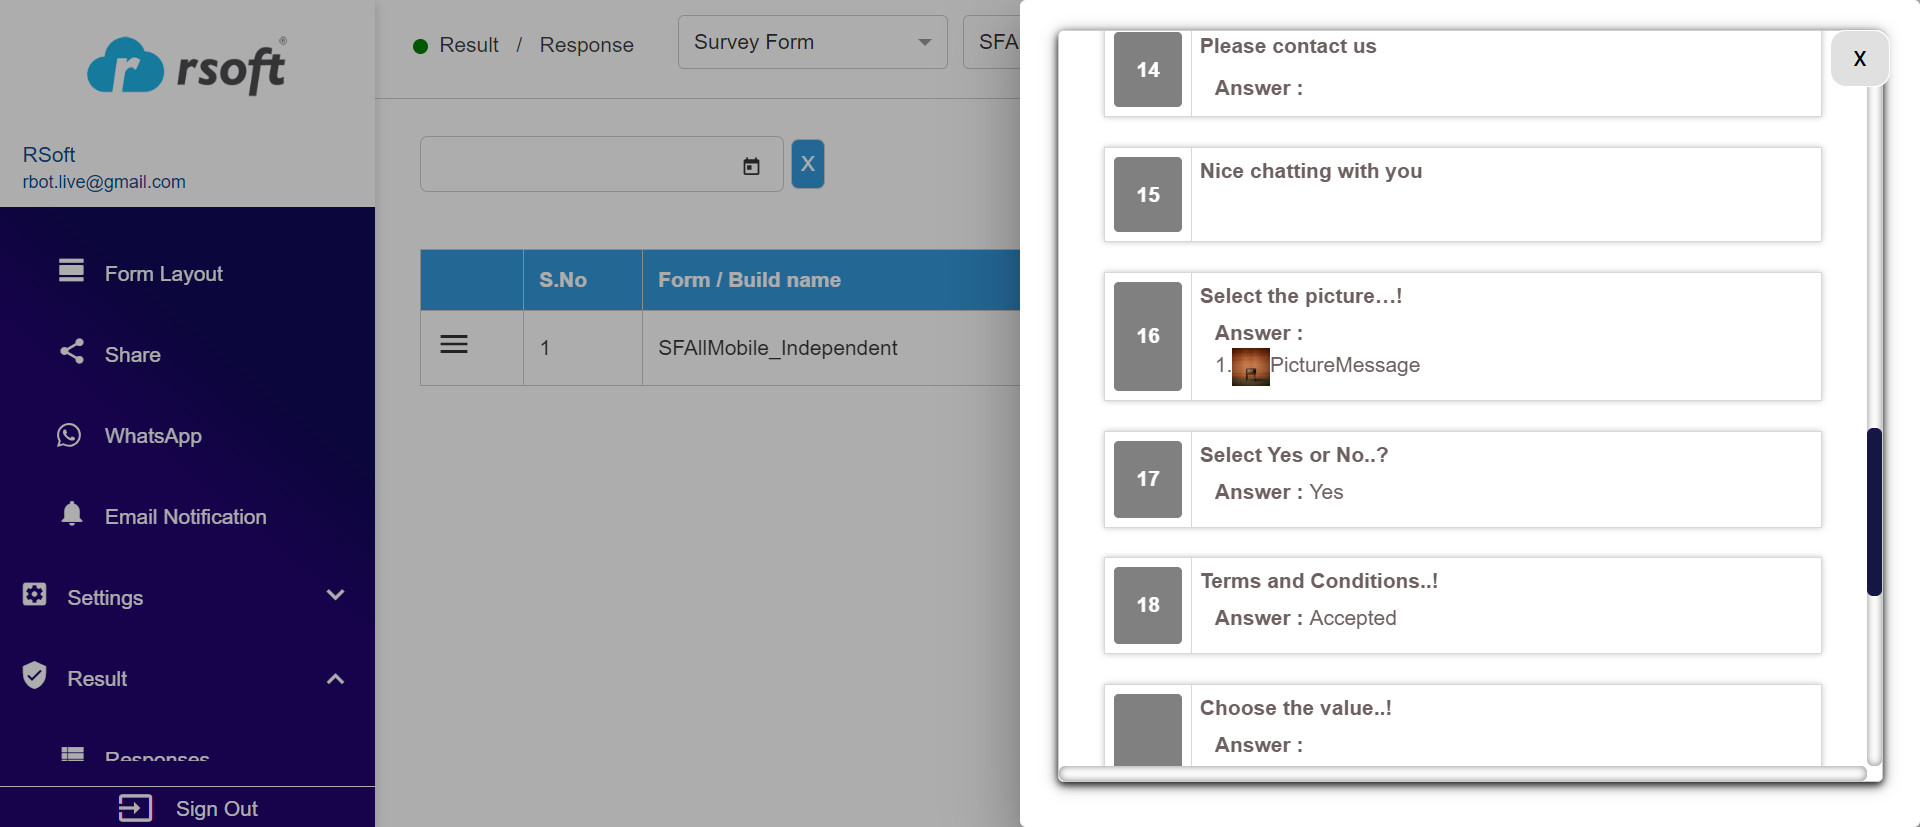 rsoft®
RSoft
rbot.live@gmail.com
Form Layout
Share
WhatsApp
Email Notification
Settings
Result
Responses
Sign Out
Result / Response
Survey Form
SFA
X
S.No
Form / Build name
1
SFAllMobile_Independent
X
14
Please contact us
Answer :
15
Nice chatting with you
16
Select the picture...!
Answer :
1. PictureMessage
17
Select Yes or No..?
Answer : Yes
18
Terms and Conditions..!
Answer : Accepted
Choose the value..!
Answer :